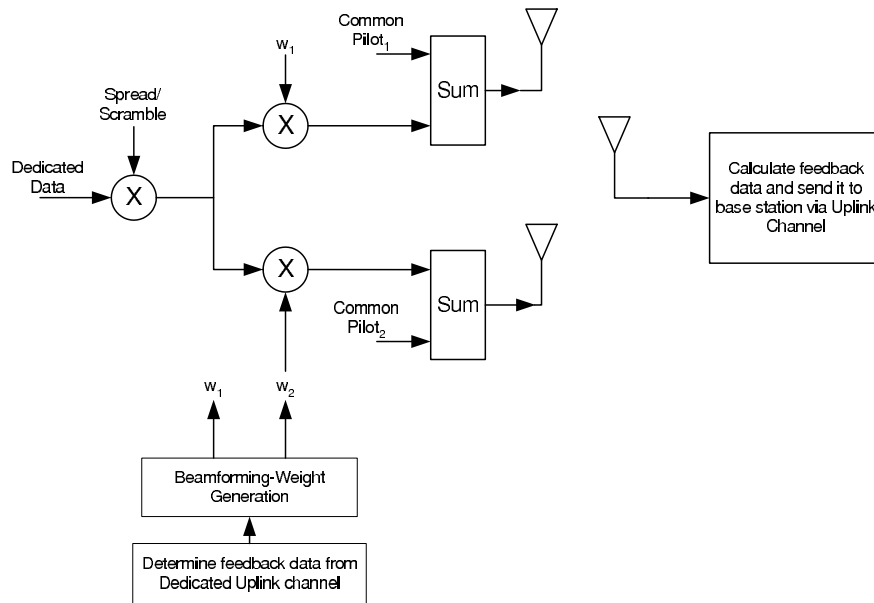 Common
Pilot1
w1
Sum
Spread/
Scramble
X
Dedicated
Data
X
Calculate feedback
data and send it to
base station via Uplink
Channel
X
Sum
Common
Pilot2
w1
w2
Beamforming-Weight
Generation
Determine feedback data from
Dedicated Uplink channel